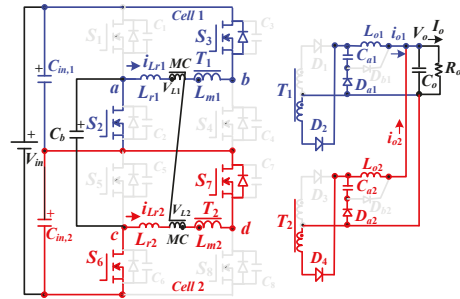 Cell 1
S1
C1
S3
C3
iLr1
MC
T1
Cin,1
a
Lr1
VL1
Lm1
b
Cb
S2
C2
S4
C4
Vin
S5
C5
S7
C7
iLr2
VL2
T2
Cin,2
c
Lr2
MC
Lm2
d
S6
C6
S8
C8
Cell 2
Lo1
io1
Vo
Io
D1
Ca1
Db1
Co
Ro
T1
Da1
D2
io2
Lo2
D3
Ca2
Db2
T2
Da2
D4